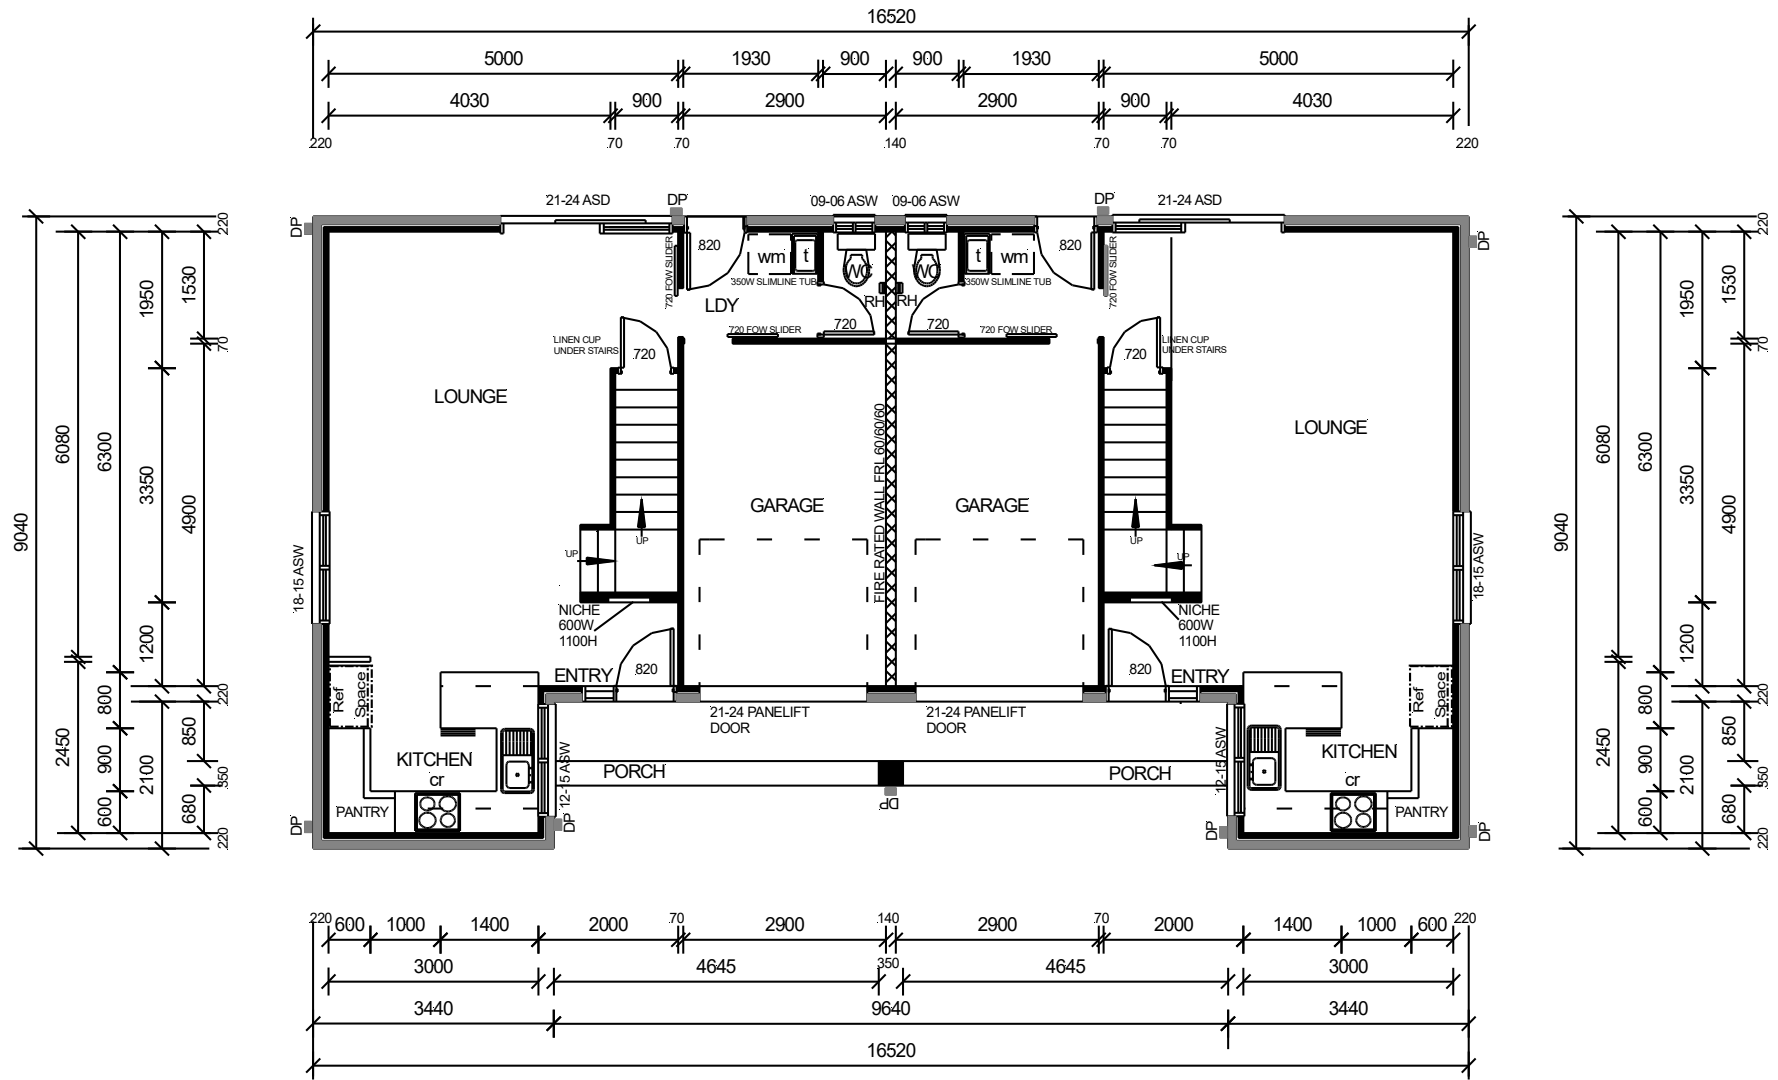 16520
5000 1930 900 900 1930 5000
4030 900 2900 2900 900 4030
220 70 70 140 70 70 220
21-24 ASD DP 09-06 ASW 09-06 ASW DP 21-24 ASD
DP DP
820 wm t WC WC t wm 820
720 FOW SLIDER 350W SLIMLINE TUB 350W SLIMLINE TUB 720 FOW SLIDER
LDY RH RH
720 FOW SLIDER 720 720 720 FOW SLIDER
LINEN CUP
UNDER STAIRS
720
LINEN CUP
UNDER STAIRS
720
LOUNGE LOUNGE
FIRE RATED WALL FRL 60/60/60
GARAGE GARAGE
UP UP
UP UP
18-15 ASW 18-15 ASW
NICHE
600W
1100H
NICHE
600W
1100H
ENTRY 820 820 ENTRY
Ref
Space
Ref
Space
21-24 PANELIFT
DOOR
21-24 PANELIFT
DOOR
KITCHEN
cr
12-15 ASW
PORCH PORCH
12-15 ASW
KITCHEN
cr
PANTRY PANTRY
DP DP DP DP DP
9040
6080 2450
6300 800 900 600
1950 3350 1200 2100
220 1530 70 4900 220 850 350 680 220
9040
6080 2450
6300 800 900 600
1950 3350 1200 2100
220 1530 70 4900 220 850 350 680 220
220 600 1000 1400 2000 70 2900 140 2900 70 2000 1400 1000 600 220
3000 4645 350 4645 3000
3440 9640 3440
16520